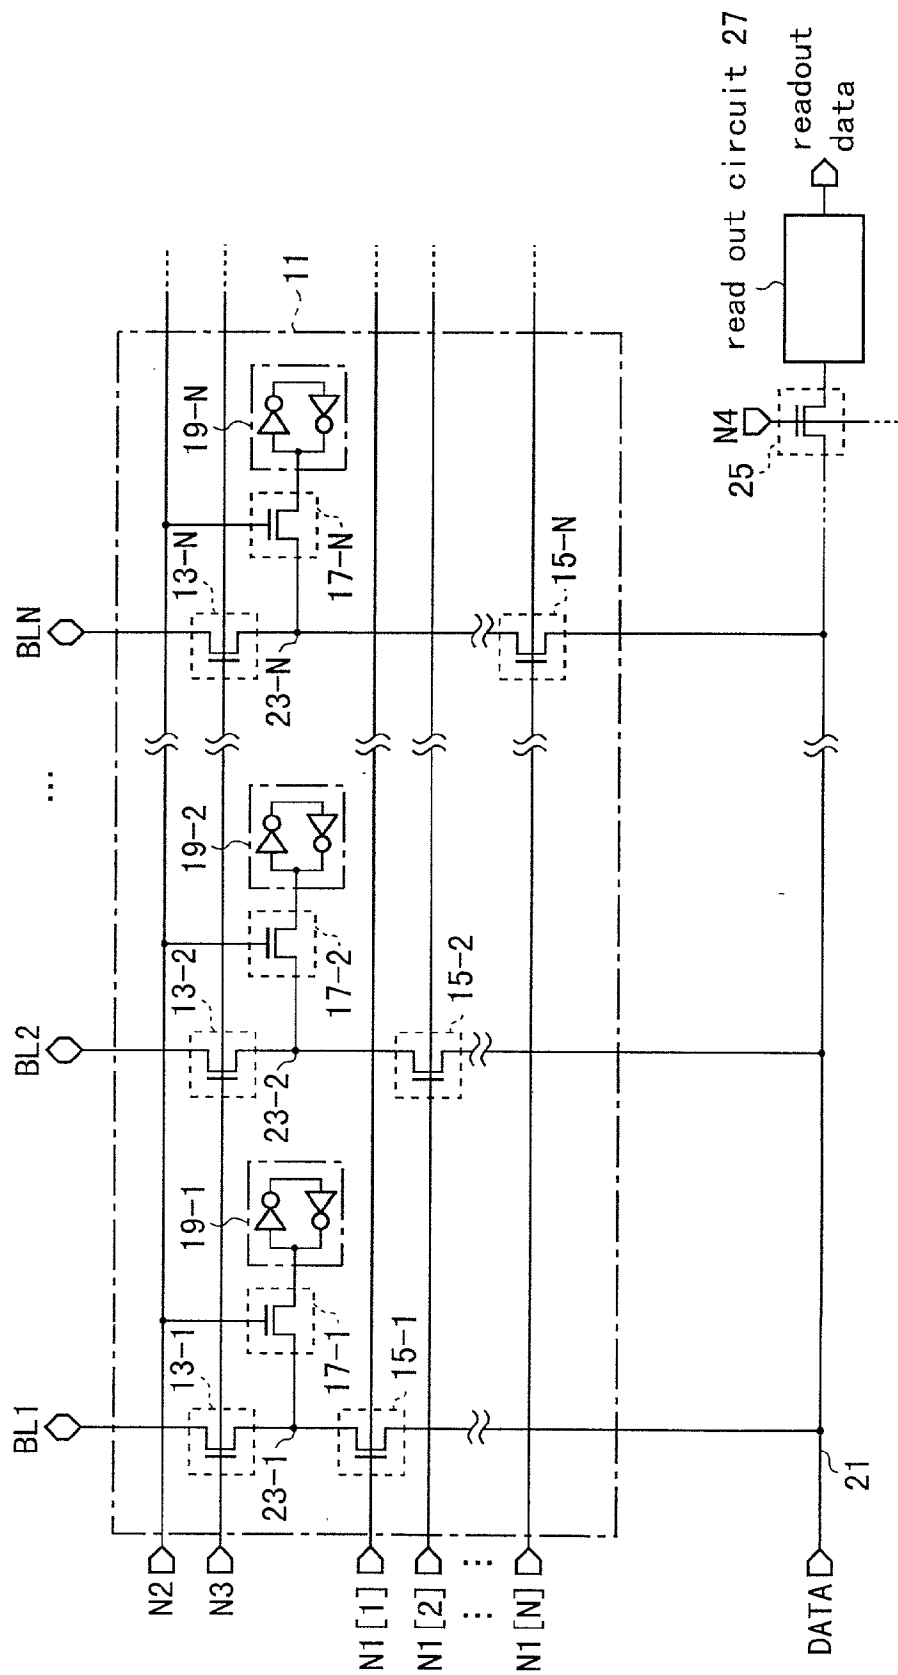 BL1
BL2
...
BLN
N2
N3
N1[1]
N1[2]
...
...
N1[N]
DATA
13-1
19-1
13-2
19-2
13-N
19-N
11
23-1
17-1
23-2
17-2
23-N
17-N
15-1
15-2
15-N
21
N4
25
read out circuit 27
readout
data